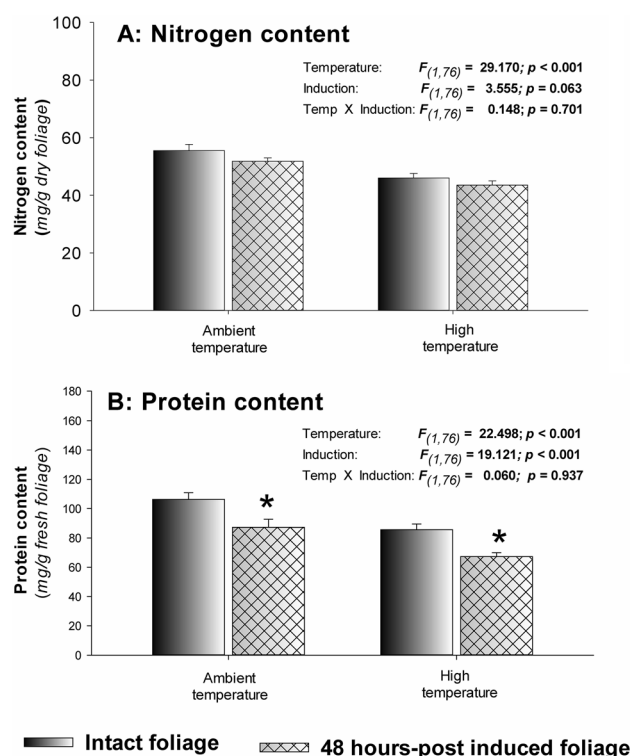 A: Nitrogen content
Temperature: F(1,76) = 29.170; p < 0.001
Induction: F(1,76) = 3.555; p = 0.063
Temp X Induction: F(1,76) = 0.148; p = 0.701
Nitrogen content
(mg/g dry foliage)
100
80
60
40
20
0
Ambient
temperature
High
temperature
B: Protein content
Temperature: F(1,76) = 22.498; p < 0.001
Induction: F(1,76) = 19.121; p < 0.001
Temp X Induction: F(1,76) = 0.060; p = 0.937
Protein content
(mg/g fresh foliage)
180
160
140
120
100
80
60
40
20
0
*
*
Ambient
temperature
High
temperature
Intact foliage
48 hours-post induced foliage